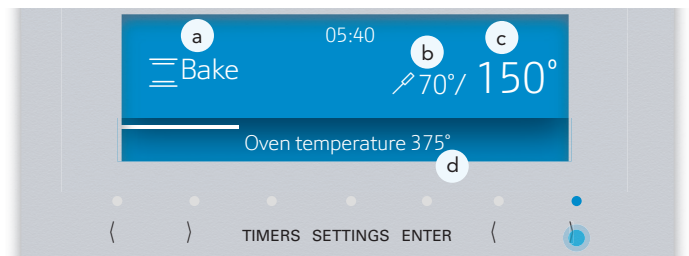 a
05:40
b
c
Bake
70°/ 150°
Oven temperature 375°
d
⟨ ⟩ TIMERS SETTINGS ENTER ⟨ ⟩